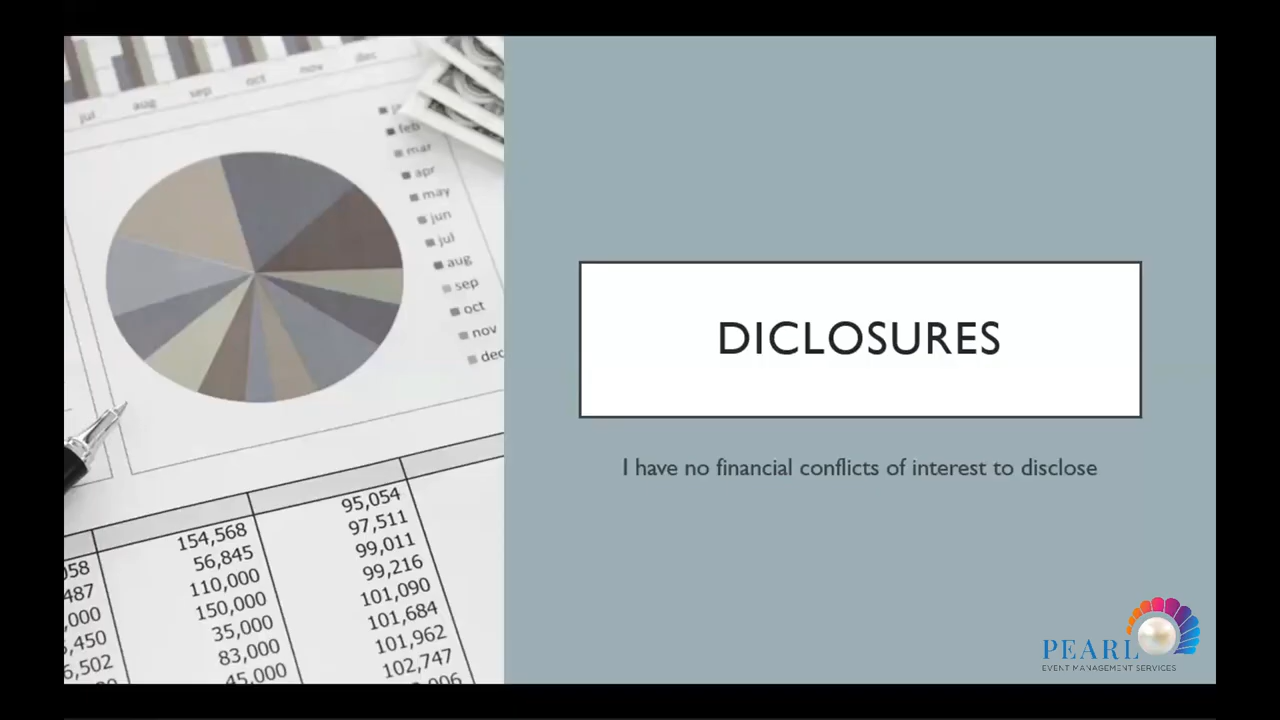 jul aug sep oct nov dec
feb
mar
apr
may
jun
jul
aug
sep
oct
nov
dec
154,568
56,845
110,000
150,000
35,000
83,000
45,000
95,054
97,511
99,011
99,216
101,090
101,684
101,962
102,747
DICLOSURES
I have no financial conflicts of interest to disclose
PEARL
EVENT MANAGEMENT SERVICES